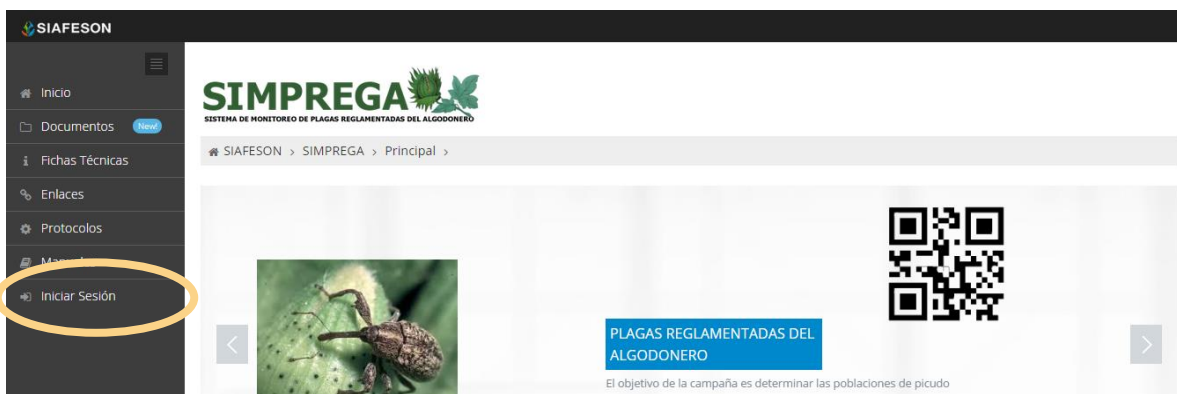 SIAFESON
Inicio
Documentos New!
Fichas Técnicas
Enlaces
Protocolos
Iniciar Sesión
SIMPREGA
SISTEMA DE MONITOREO DE PLAGAS REGLAMENTADAS DEL ALGODONERO
SIAFESON > SIMPREGA > Principal >
PLAGAS REGLAMENTADAS DEL
ALGODONERO
El objetivo de la campaña es determinar las poblaciones de picudo